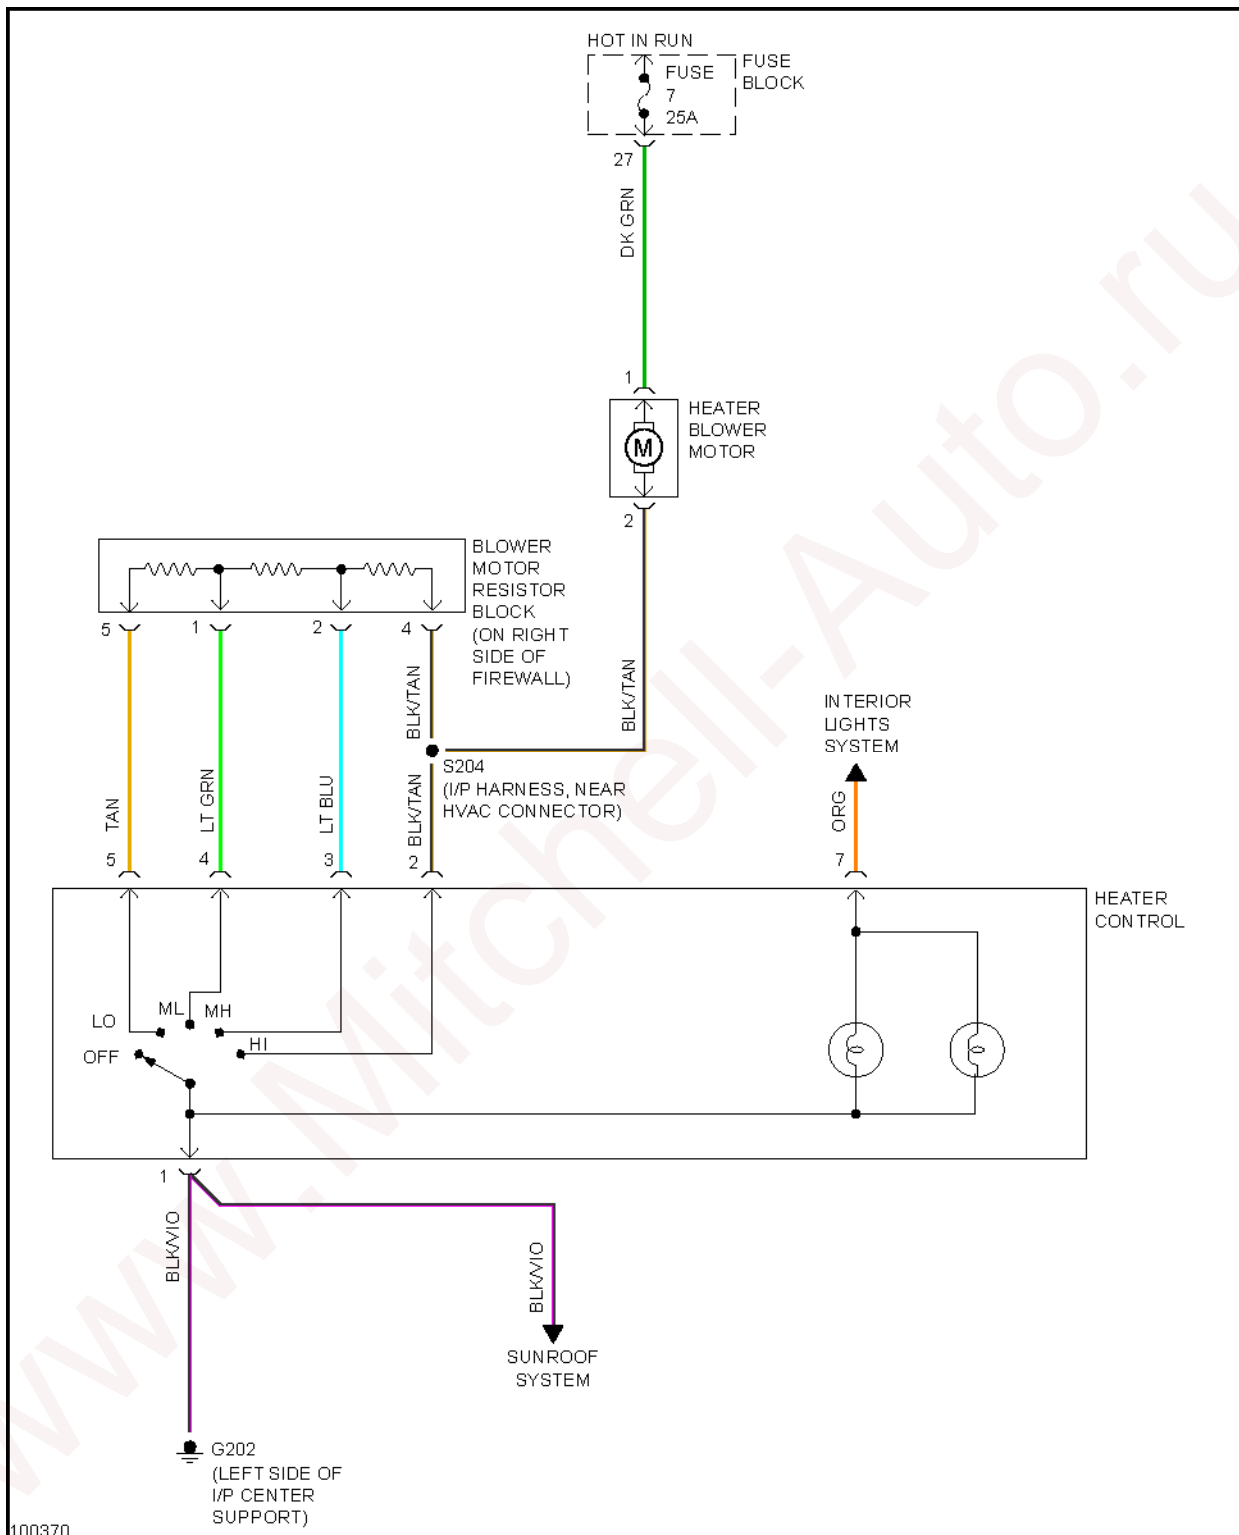 HOT IN RUN
FUSE
7
25A
FUSE
BLOCK
27
DK GRN
1
HEATER
BLOWER
MOTOR
M
2
BLK/TAN
BLOWER
MOTOR
RESISTOR
BLOCK
(ON RIGHT
SIDE OF
FIREWALL)
5
1
2
4
TAN
LT GRN
LT BLU
BLK/TAN
BLK/TAN
S204
(I/P HARNESS, NEAR
HVAC CONNECTOR)
INTERIOR
LIGHTS
SYSTEM
ORG
5
4
3
2
7
HEATER
CONTROL
LO
ML
MH
OFF
HI
1
BLK/VIO
BLK/VIO
SUNROOF
SYSTEM
G202
(LEFT SIDE OF
I/P CENTER
SUPPORT)
100370
www.Mitchell-Auto.ru